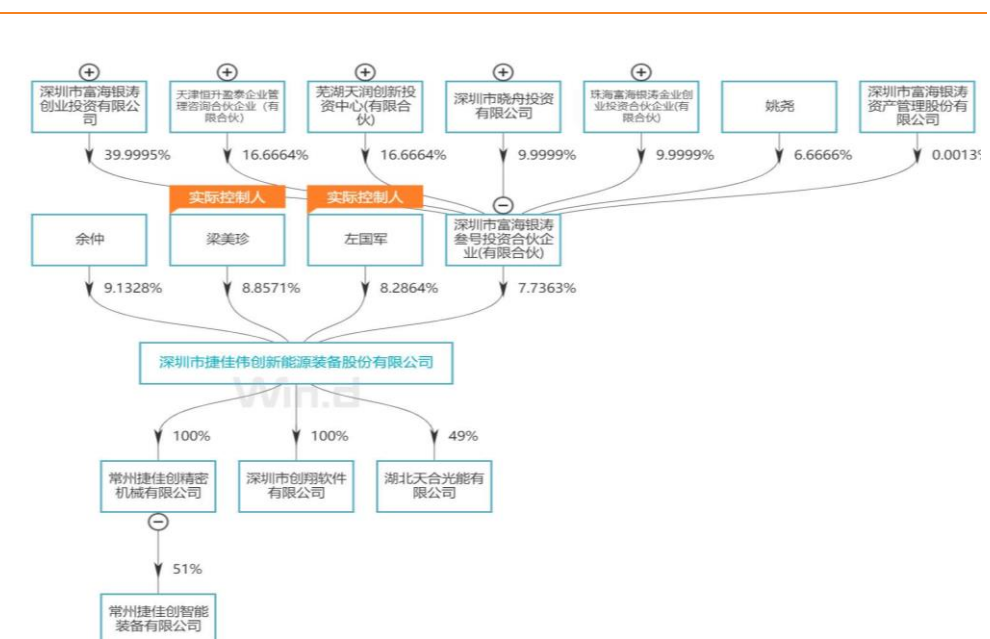 深圳市富海银涛
创业投资有限公
司
天津恒升盈泰企业管
理咨询合伙企业（有
限合伙)
芜湖天润创新投
资中心(有限合
伙)
深圳市晓舟投资
有限公司
珠海富海银涛金业创
业投资合伙企业(有
限合伙)
姚尧
深圳市富海银涛
资产管理股份有
限公司
39.9995%
16.6664%
16.6664%
9.9999%
9.9999%
6.6666%
0.0013%
实际控制人
实际控制人
余仲
梁美珍
左国军
深圳市富海银涛
叁号投资合伙企
业(有限合伙)
9.1328%
8.8571%
8.2864%
7.7363%
深圳市捷佳伟创新能源装备股份有限公司
Win.d
100%
100%
49%
常州捷佳创精密
机械有限公司
深圳市创翔软件
有限公司
湖北天合光能有
限公司
51%
常州捷佳创智能
装备有限公司